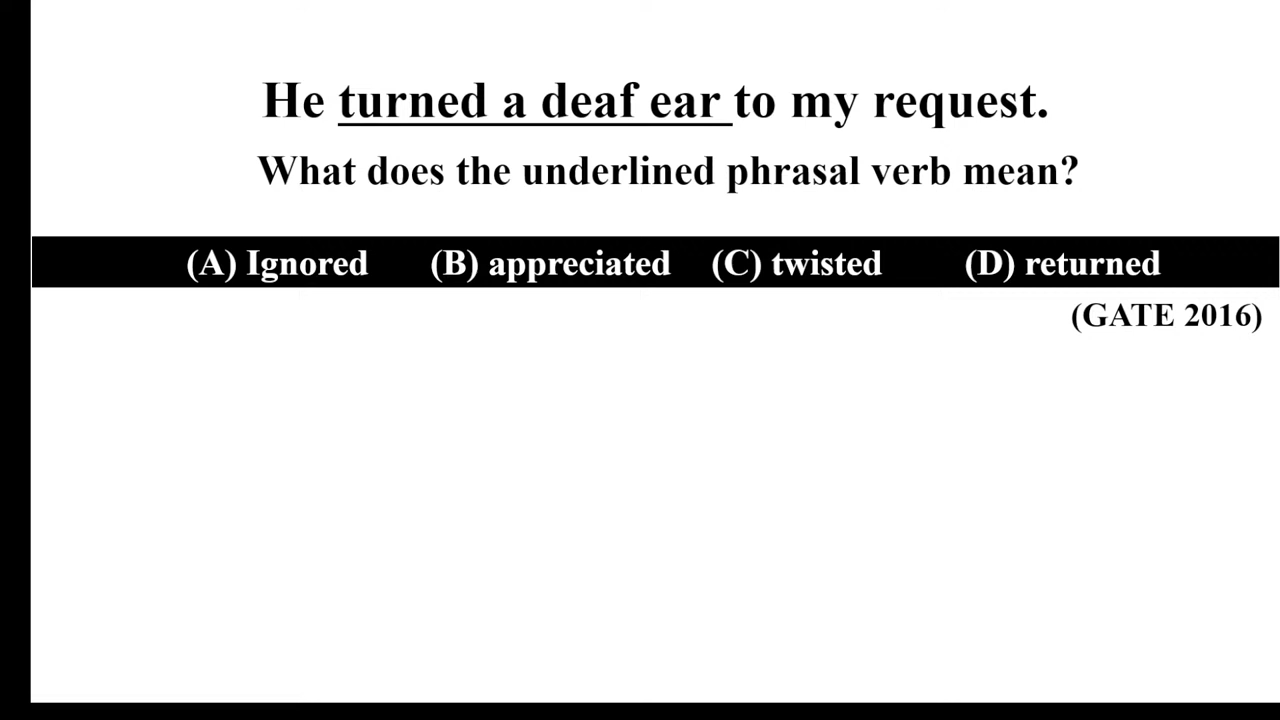 He turned a deaf ear to my request.
What does the underlined phrasal verb mean?
(A) Ignored (B) appreciated (C) twisted (D) returned
(GATE 2016)